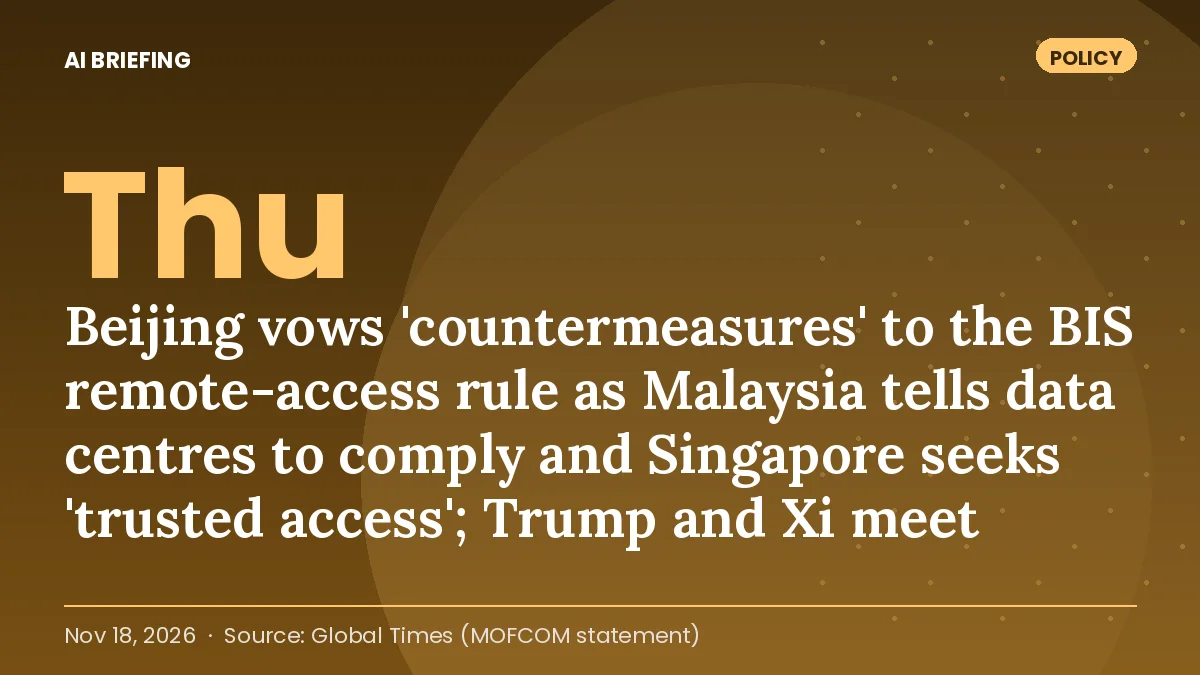 AI BRIEFING
POLICY
Thu
Beijing vows 'countermeasures' to the BIS
remote-access rule as Malaysia tells data
centres to comply and Singapore seeks
'trusted access'; Trump and Xi meet
Nov 18, 2026 · Source: Global Times (MOFCOM statement)